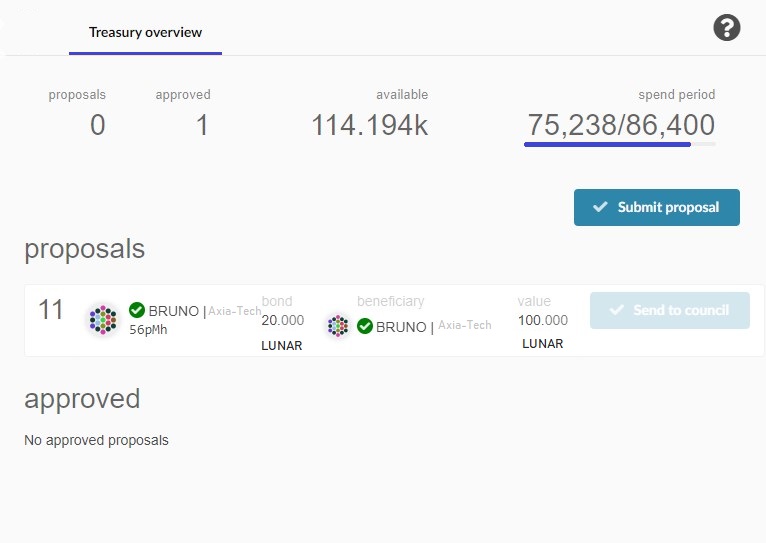 Treasury overview
?
proposals approved available spend period
0 1 114.194k 75,238/86,400
Submit proposal
proposals
11 BRUNO | Axia-Tech bond beneficiary value Send to council
56pMh 20.000 BRUNO | Axia-Tech 100.000
LUNAR LUNAR
approved
No approved proposals